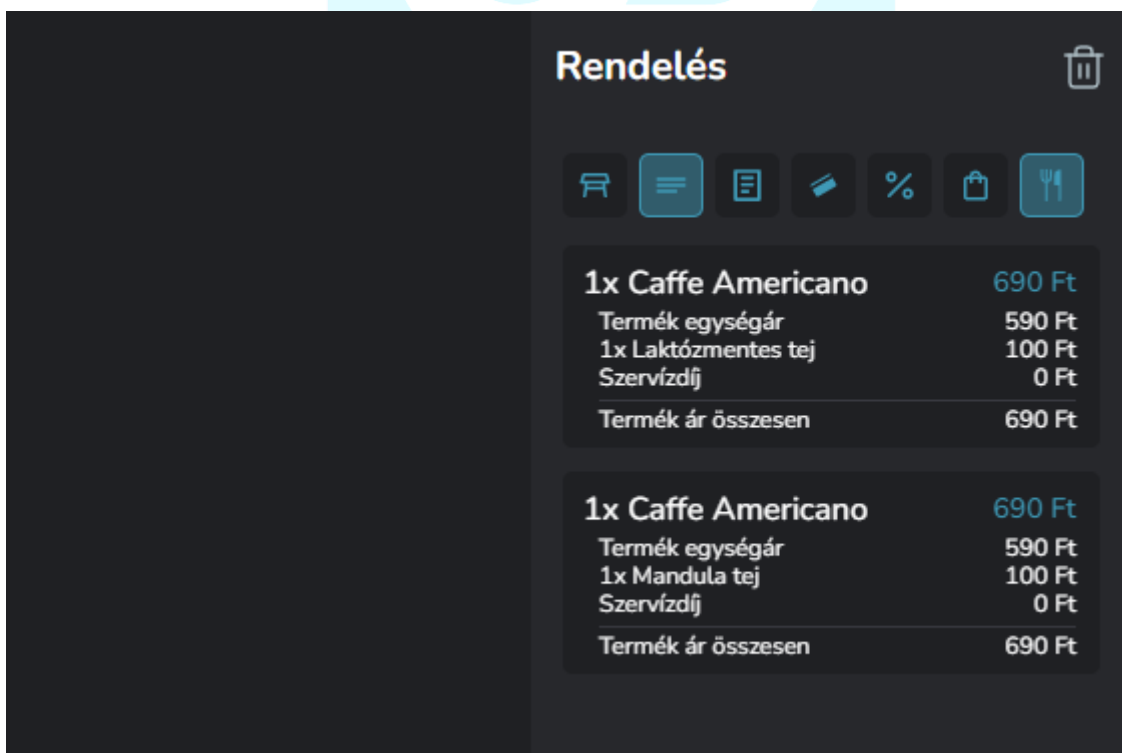 Rendelés
1x Caffe Americano 690 Ft
Termék egységár 590 Ft
1x Laktózmentes tej 100 Ft
Szervízdíj 0 Ft
Termék ár összesen 690 Ft
1x Caffe Americano 690 Ft
Termék egységár 590 Ft
1x Mandula tej 100 Ft
Szervízdíj 0 Ft
Termék ár összesen 690 Ft